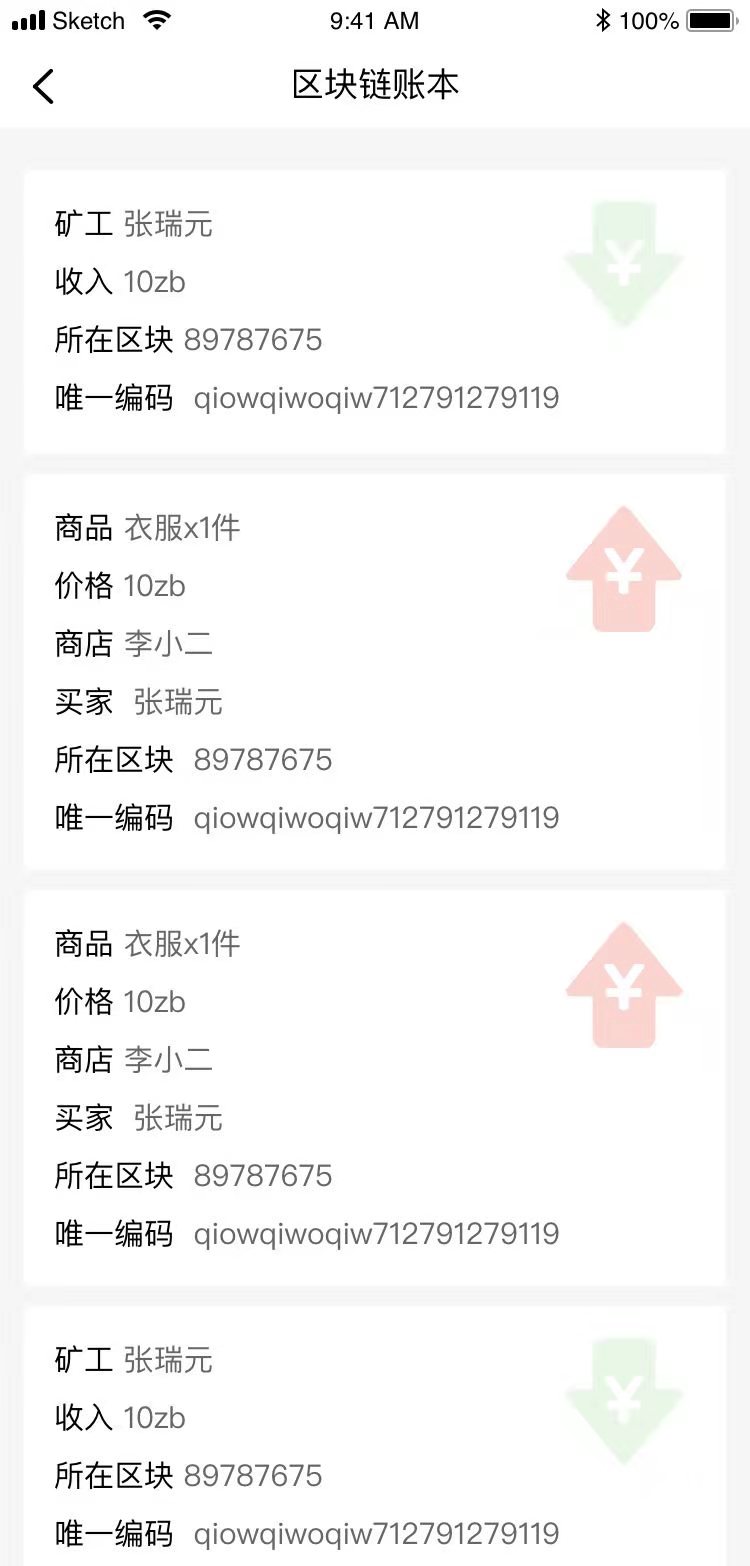 Sketch 9:41 AM 100%
区块链账本
矿工 张瑞元
收入 10zb
所在区块 89787675
唯一编码 qiowqiwoqiw712791279119
¥
商品 衣服x1件
价格 10zb
商店 李小二
买家 张瑞元
所在区块 89787675
唯一编码 qiowqiwoqiw712791279119
¥
商品 衣服x1件
价格 10zb
商店 李小二
买家 张瑞元
所在区块 89787675
唯一编码 qiowqiwoqiw712791279119
¥
矿工 张瑞元
收入 10zb
所在区块 89787675
唯一编码 qiowqiwoqiw712791279119
¥